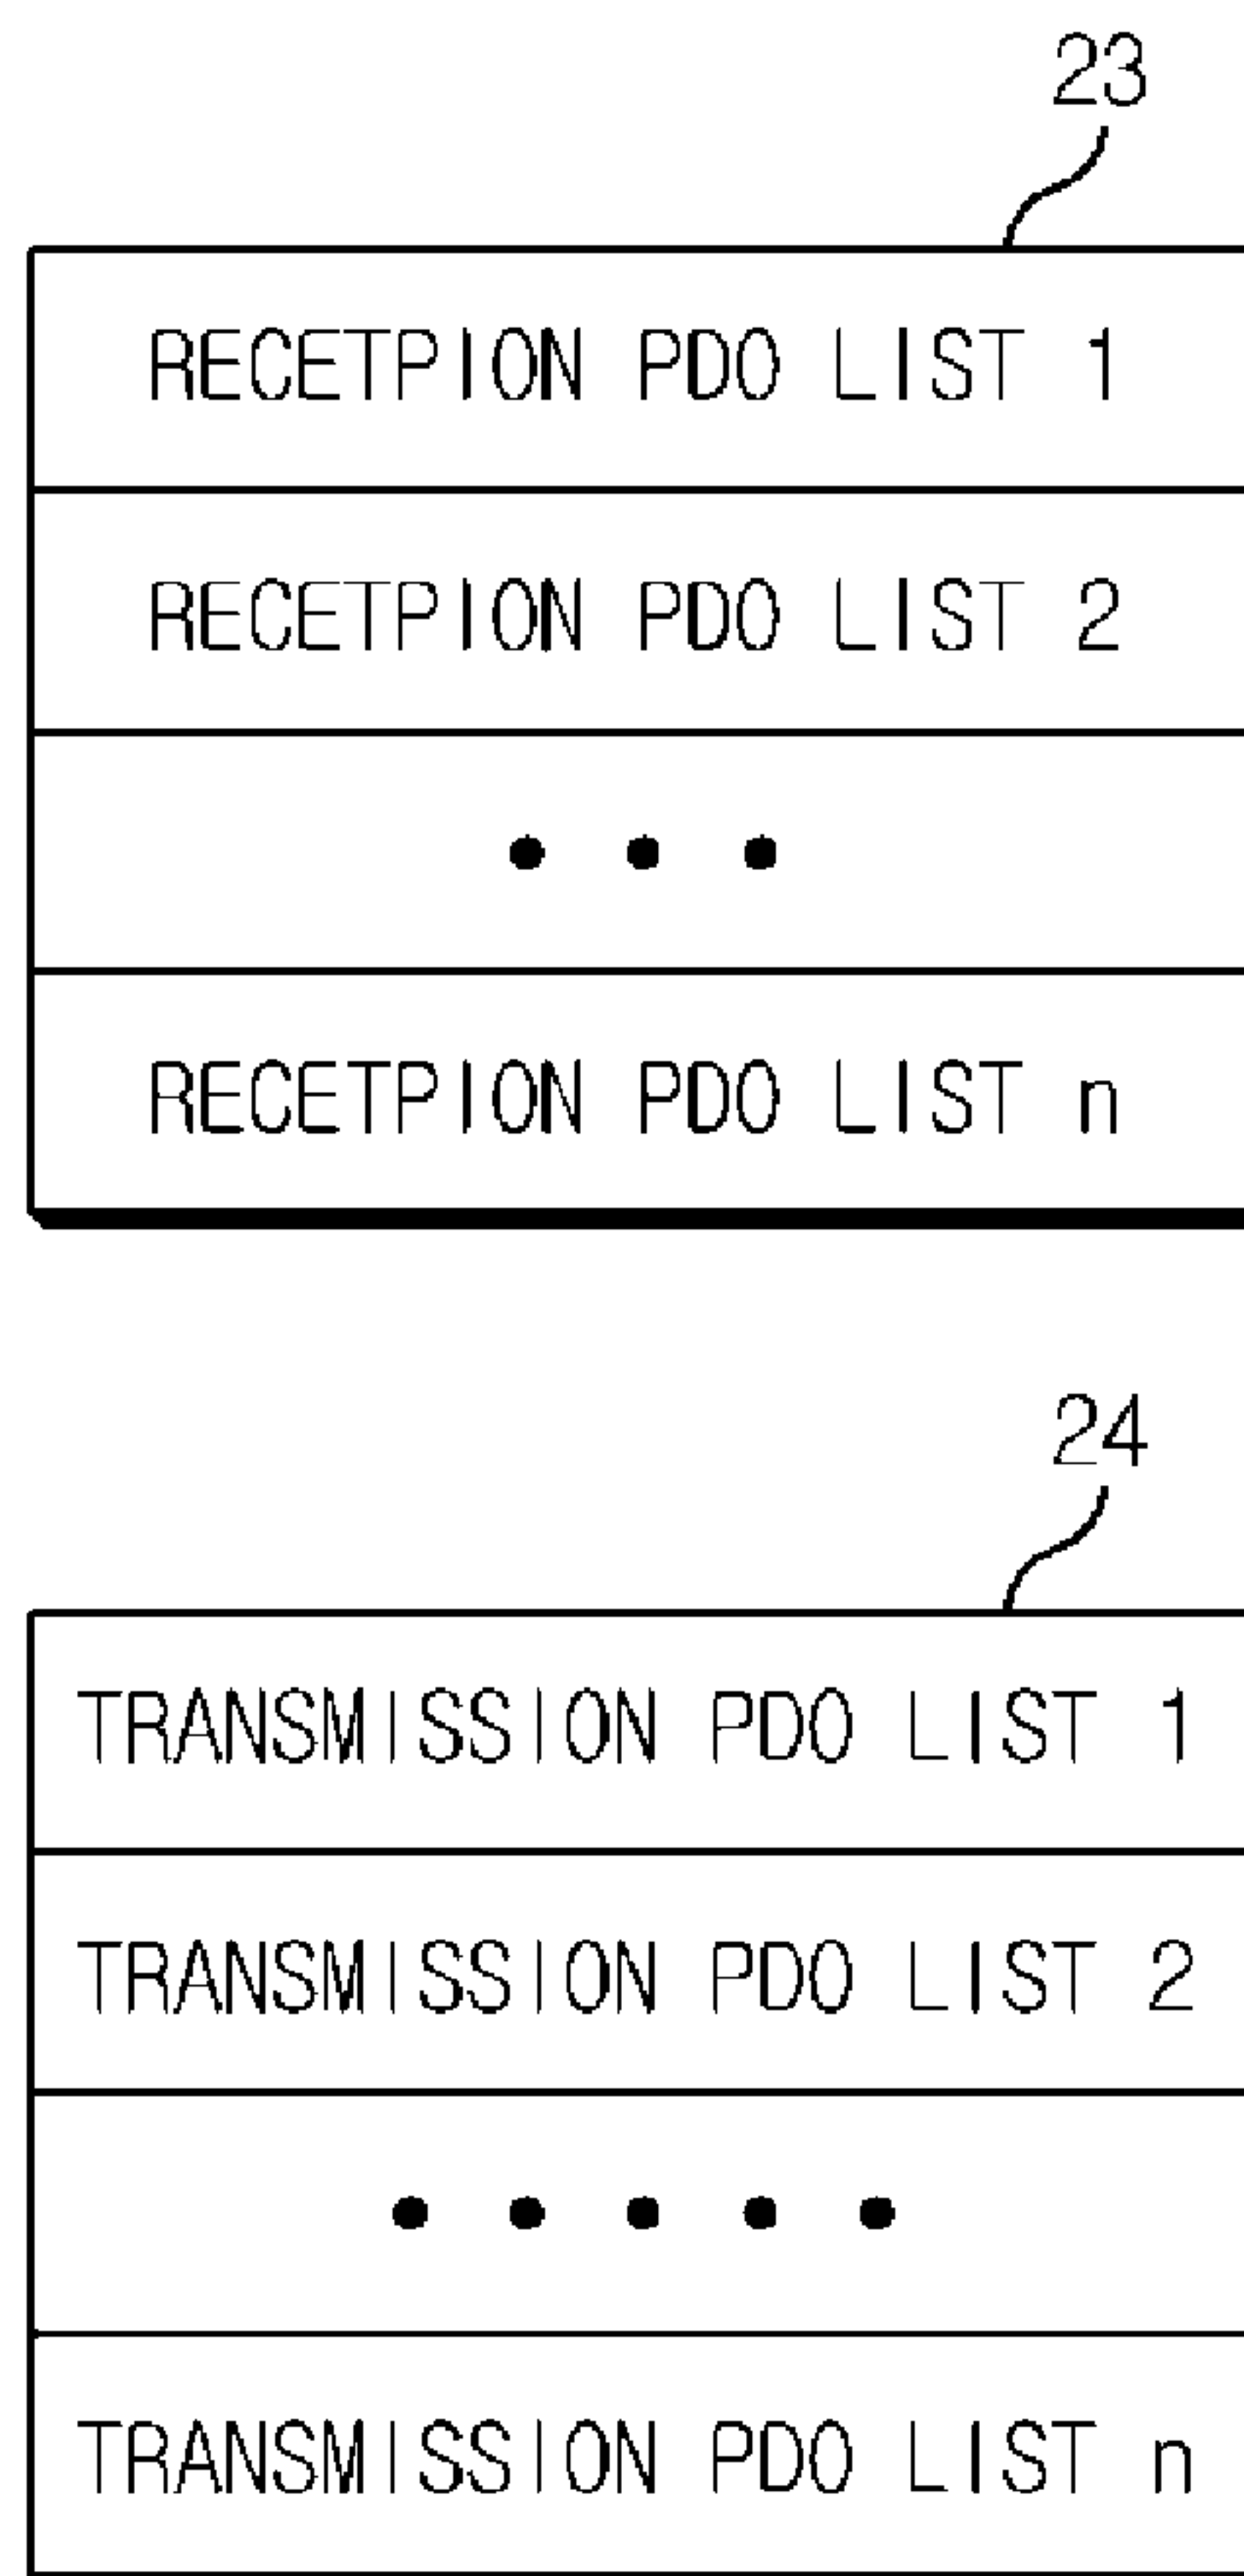 23
RECETPION PDO LIST 1
RECETPION PDO LIST 2
• • •
RECETPION PDO LIST n
24
TRANSMISSION PDO LIST 1
TRANSMISSION PDO LIST 2
• • • • •
TRANSMISSION PDO LIST n